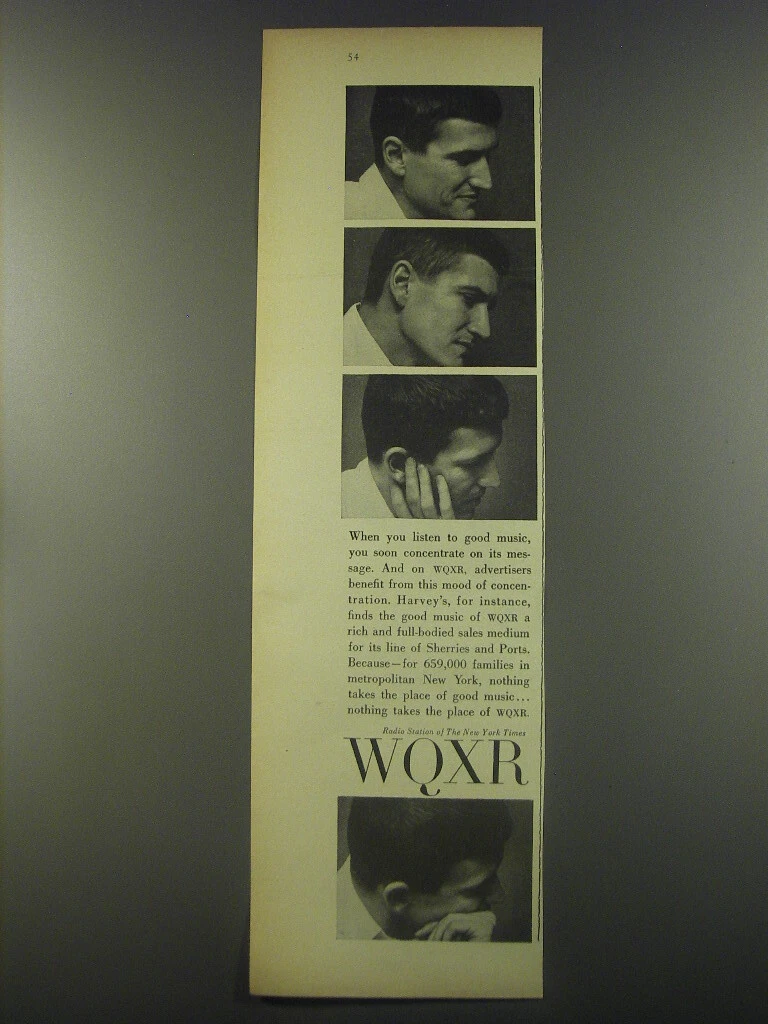 54
When you listen to good music,
you soon concentrate on its mes-
sage. And on WQXR, advertisers
benefit from this mood of concen-
tration. Harvey's, for instance,
finds the good music of WQXR a
rich and full-bodied sales medium
for its line of Sherries and Ports.
Because—for 659,000 families in
metropolitan New York, nothing
takes the place of good music...
nothing takes the place of WQXR.
Radio Station of The New York Times
WQXR